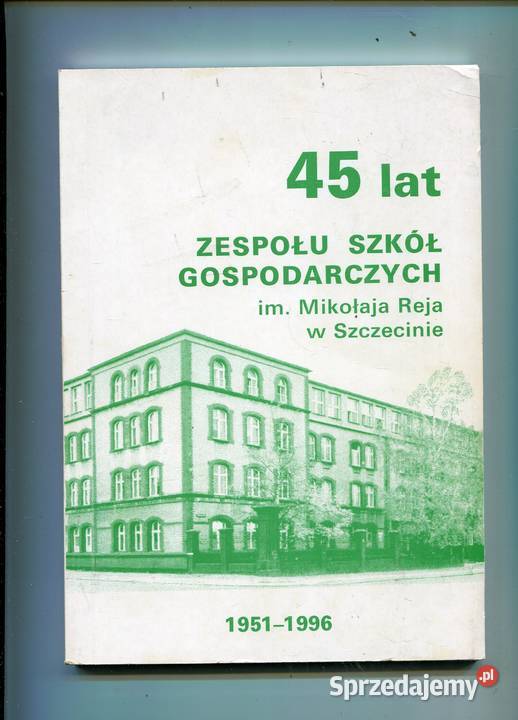 45 lat
ZESPOŁU SZKÓŁ
GOSPODARCZYCH
im. Mikołaja Reja
w Szczecinie
1951–1996
Sprzedajemy.pl